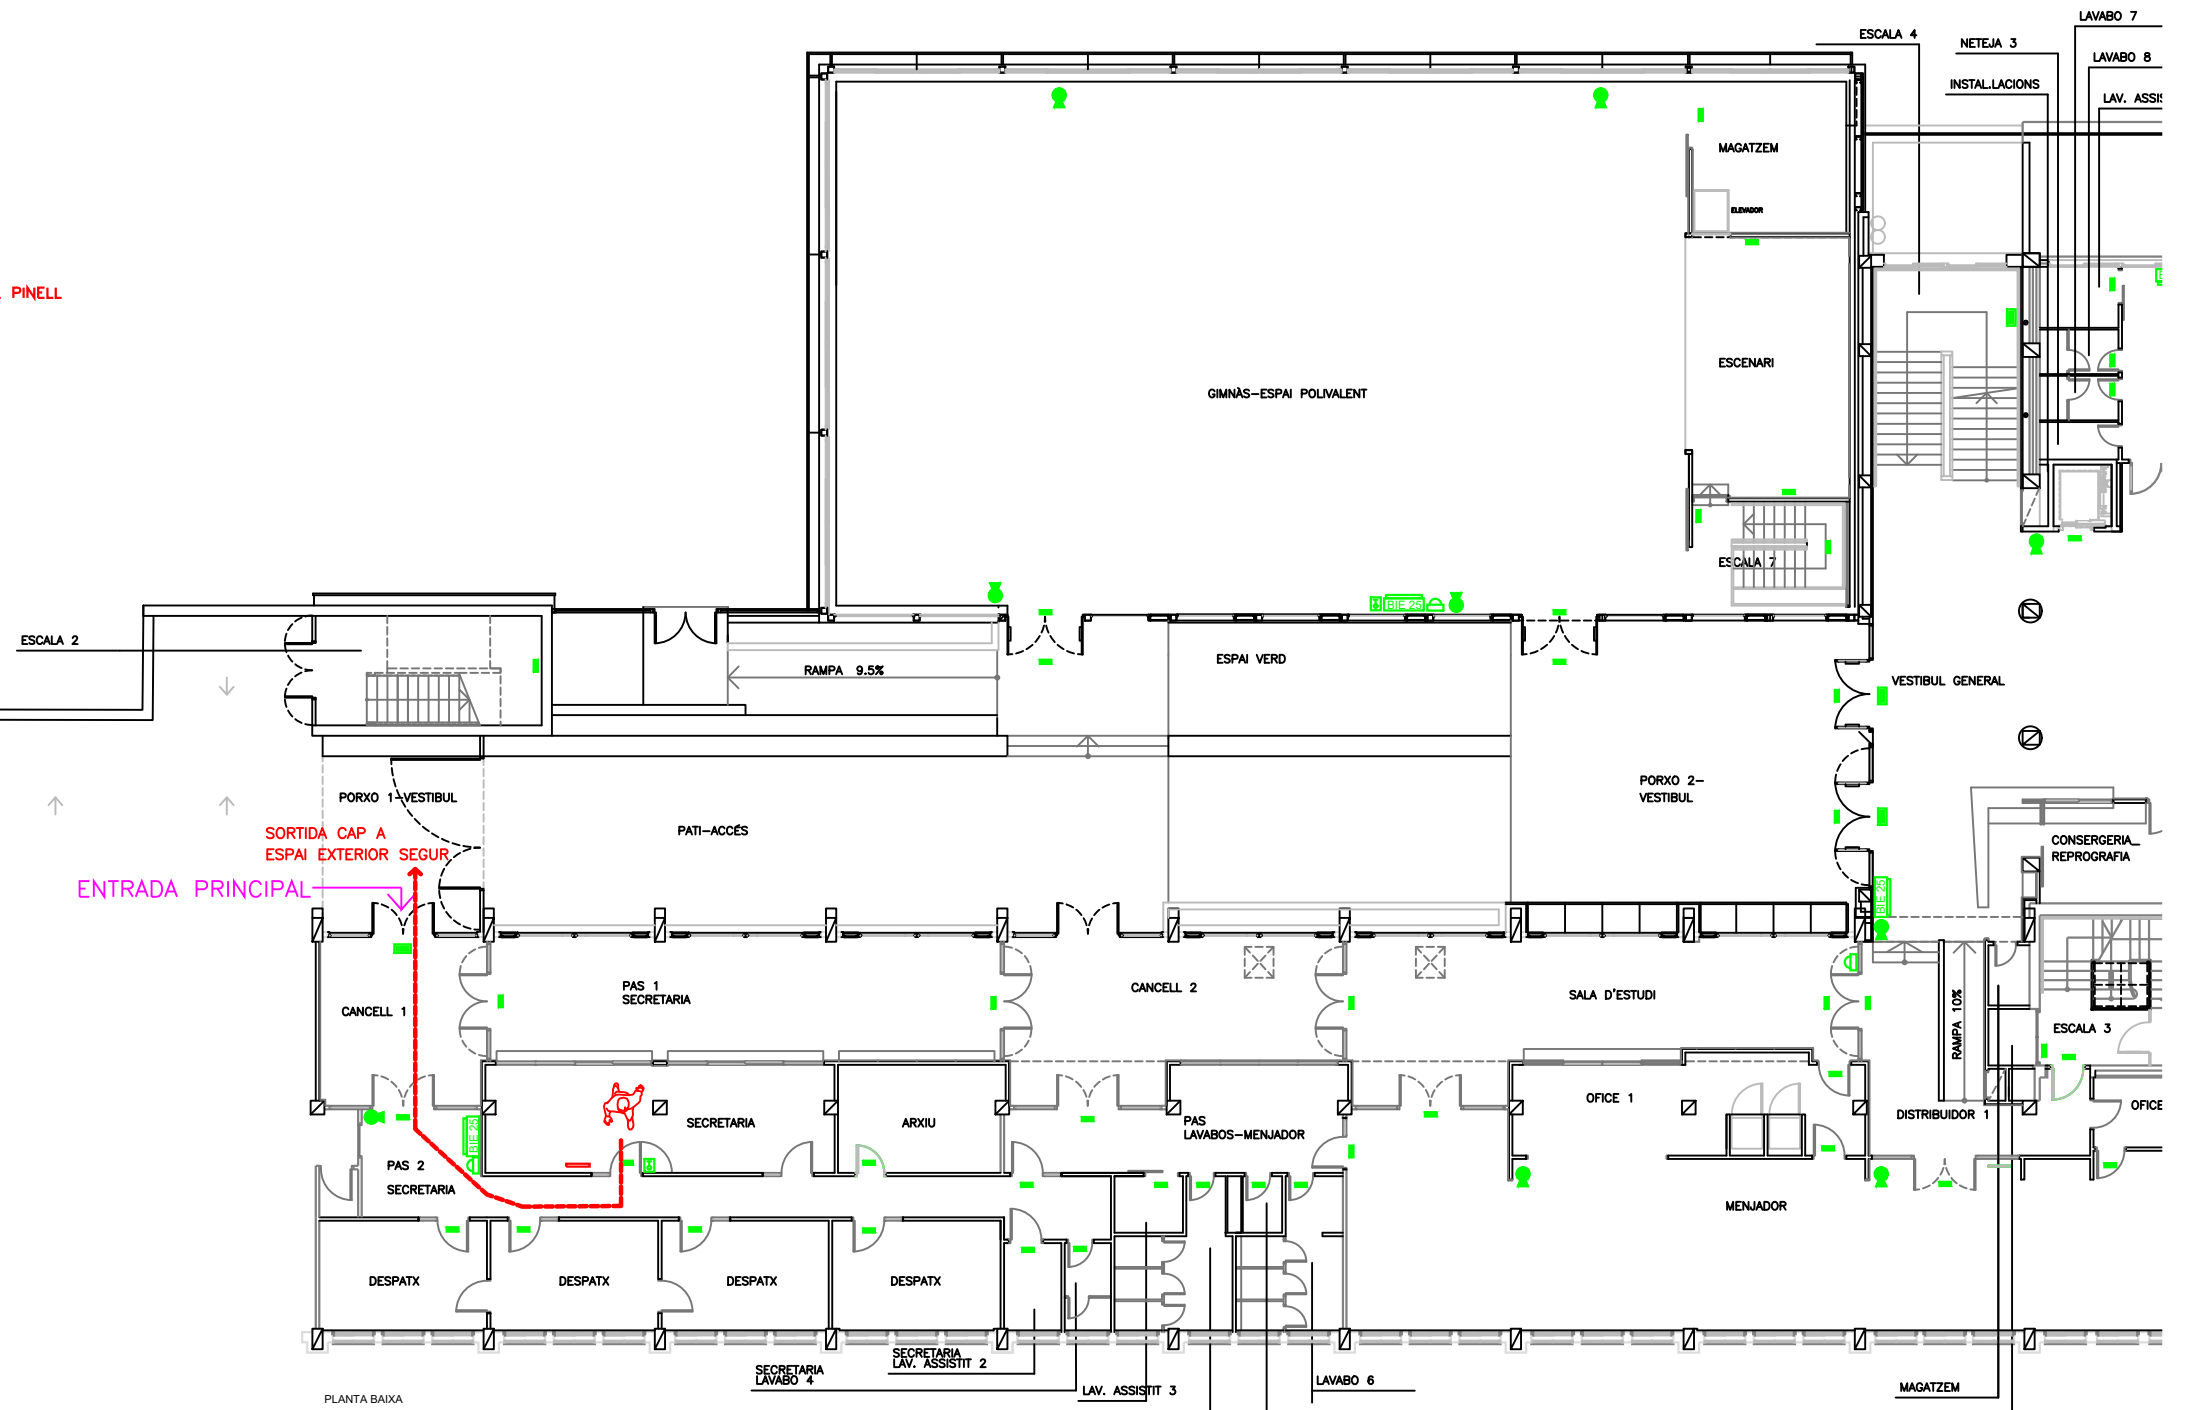 LAVABO 7
ESCALA 4
NETEJA 3
LAVABO 8
INSTAL.LACIONS
LAV. ASSIS
MAGATZEM
ELEVADOR
PINELL
ESCENARI
GIMNÀS-ESPAI POLIVALENT
ESCALA 7
BIE 25
ESCALA 2
ESPAI VERD
RAMPA 9.5%
VESTIBUL GENERAL
PORXO 1-VESTIBUL
PORXO 2-
VESTIBUL
PATI-ACCÉS
SORTIDA CAP A
ESPAI EXTERIOR SEGUR
CONSERGERIA_
REPROGRAFIA
ENTRADA PRINCIPAL
BIE 25
PAS 1
SECRETARIA
CANCELL 2
SALA D'ESTUDI
CANCELL 1
RAMPA 10%
ESCALA 3
OFICE 1
OFICE
SECRETARIA
ARXIU
PAS
LAVABOS-MENJADOR
DISTRIBUIDOR 1
BIE 25
PAS 2
SECRETARIA
MENJADOR
DESPATX
DESPATX
DESPATX
DESPATX
SECRETARIA
LAV. ASSISTIT 2
SECRETARIA
LAVABO 4
LAV. ASSISTIT 3
LAVABO 6
MAGATZEM
PLANTA BAIXA